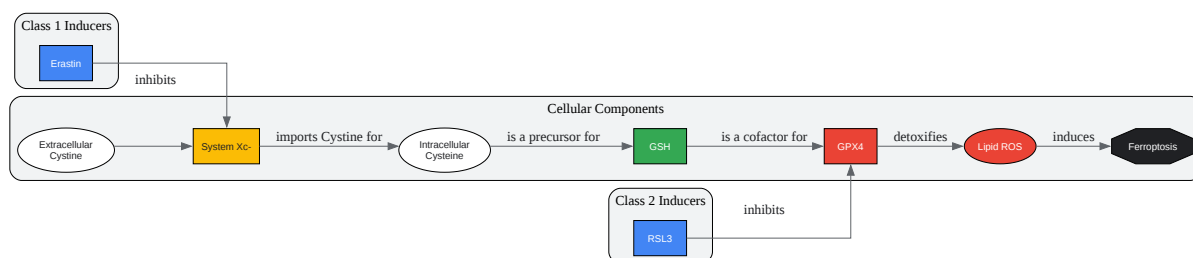 Class 1 Inducers
Erastin
inhibits
Cellular Components
Extracellular
Cystine
System Xc-
imports Cystine for
Intracellular
Cysteine
is a precursor for
GSH
is a cofactor for
GPX4
detoxifies
Lipid ROS
induces
Ferroptosis
Class 2 Inducers
RSL3
inhibits